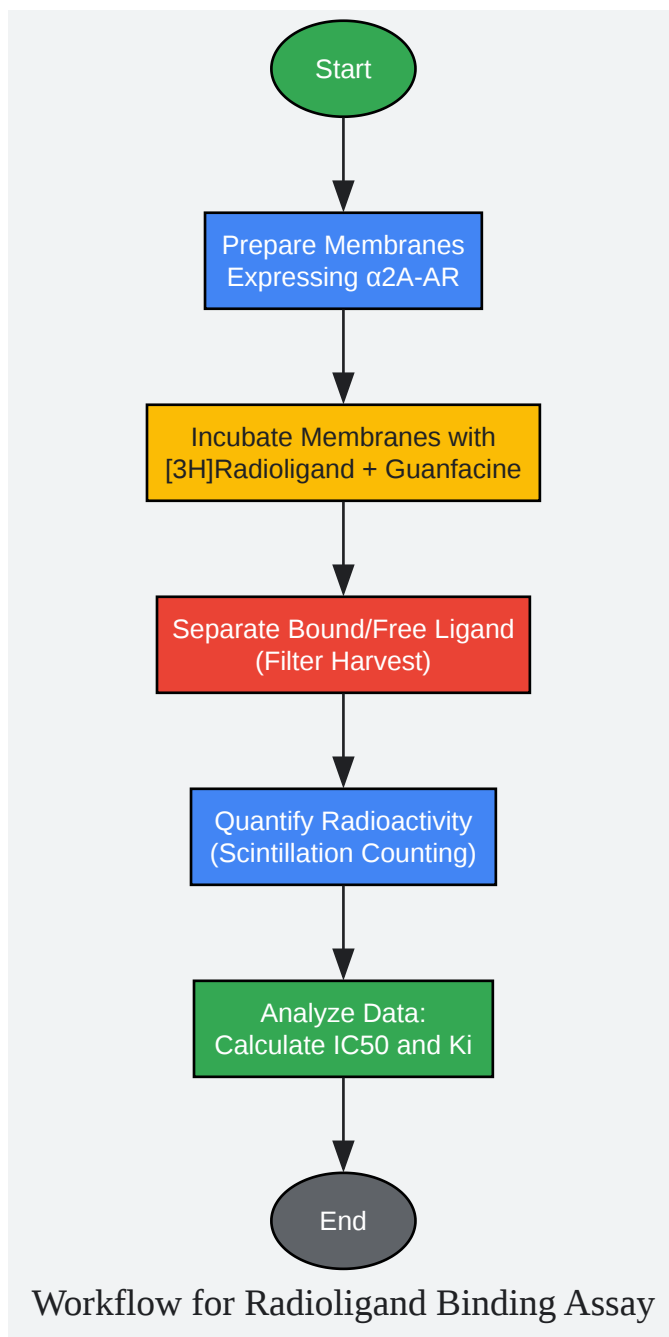 Start
Prepare Membranes
Expressing α2A-AR
Incubate Membranes with
[3H]Radioligand + Guanfacine
Separate Bound/Free Ligand
(Filter Harvest)
Quantify Radioactivity
(Scintillation Counting)
Analyze Data:
Calculate IC50 and Ki
End
Workflow for Radioligand Binding Assay